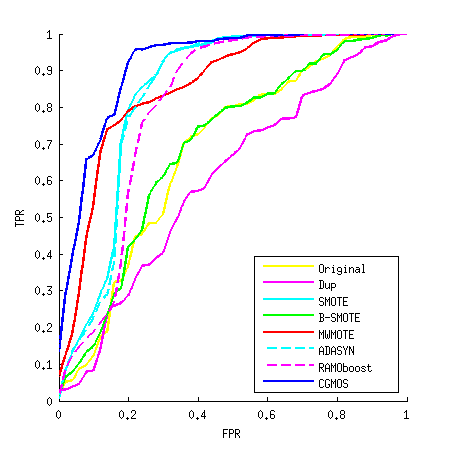 1
0.9
0.8
0.7
0.6
TPR
0.5
0.4
0.3
0.2
0.1
0
Original
Dup
SMOTE
B-SMOTE
MWMOTE
ADASYN
RAMOboost
CGMOS
0
0.2
0.4
0.6
0.8
1
FPR